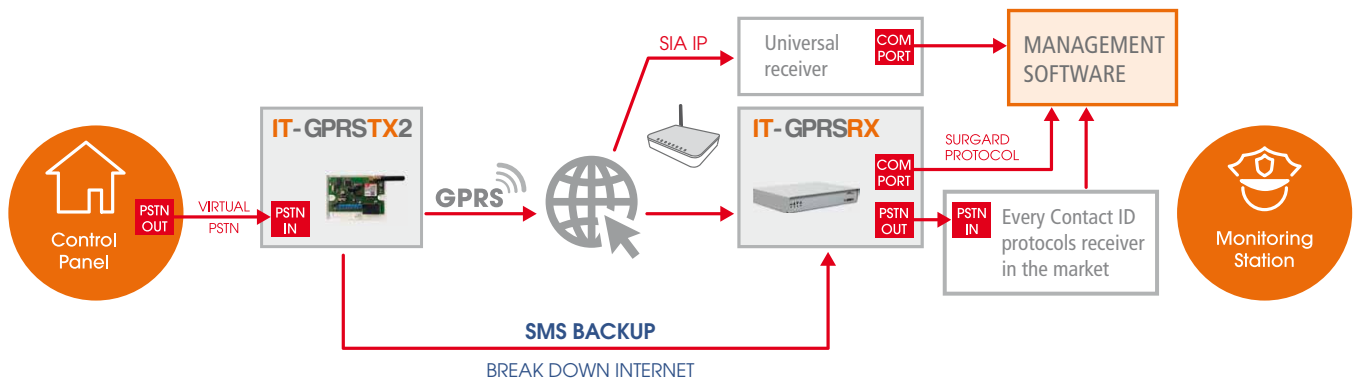 Control
Panel
PSTN
OUT
VIRTUAL
PSTN
IT-GPRSTX2
PSTN
IN
GPRS
SIA IP
Universal
receiver
COM
PORT
MANAGEMENT
SOFTWARE
IT-GPRSRX
COM
PORT
SURGARD
PROTOCOL
PSTN
OUT
PSTN
IN
Every Contact ID
protocols receiver
in the market
Monitoring
Station
SMS BACKUP
BREAK DOWN INTERNET